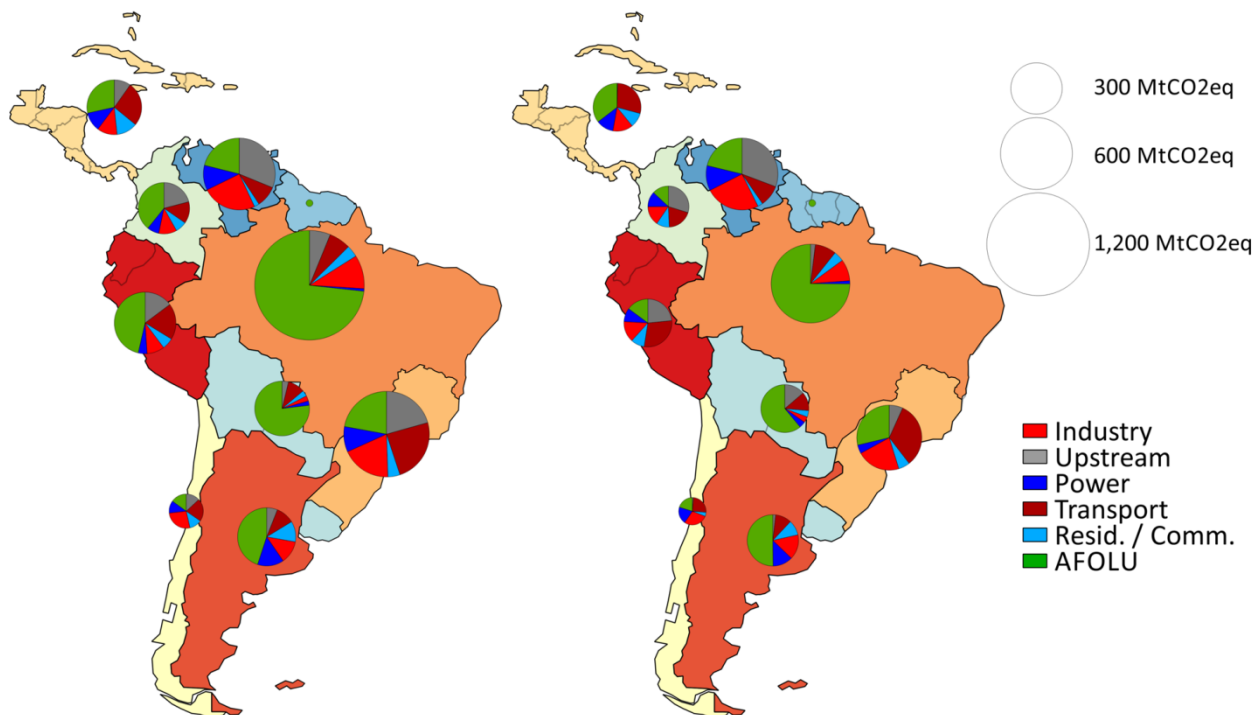 300 MtCO2eq
600 MtCO2eq
1,200 MtCO2eq
Industry
Upstream
Power
Transport
Resid. / Comm.
AFOLU